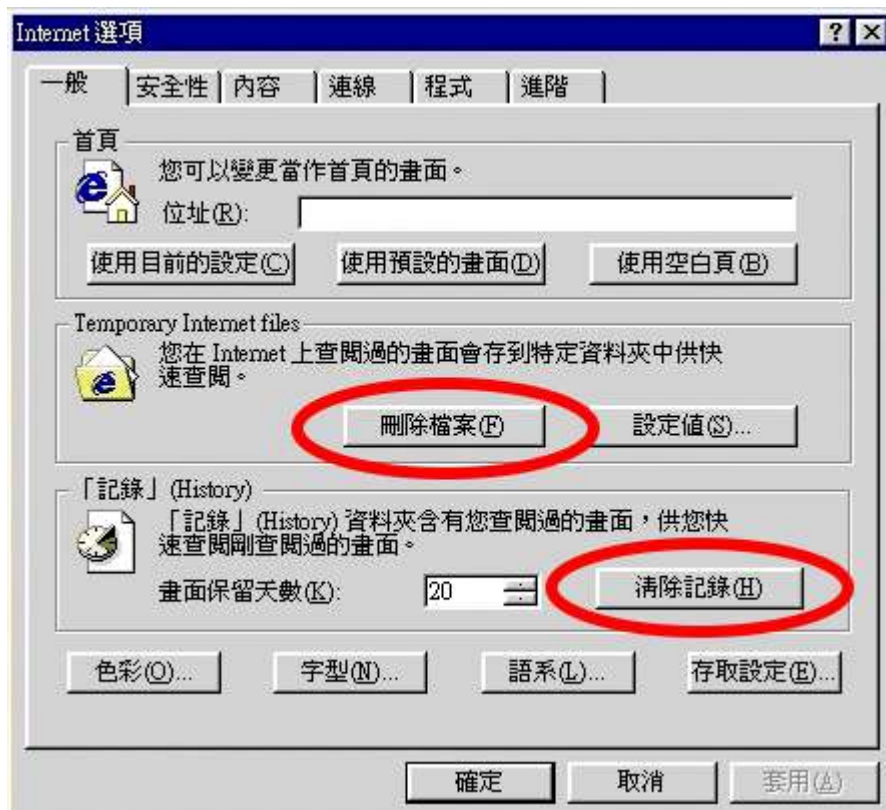 Internet 選項
一般 安全性 內容 連線 程式 進階
首頁
您可以變更當作首頁的畫面。
位址(R):
使用目前的設定(C) 使用預設的畫面(D) 使用空白頁(B)
Temporary Internet files
您在 Internet 上查閱過的畫面會存到特定資料夾中供快
速查閱。
刪除檔案(F) 設定值(S)...
「記錄」(History)
「記錄」(History) 資料夾含有您查閱過的畫面，供您快
速查閱剛查閱過的畫面。
畫面保留天數(K): 20 清除記錄(H)
色彩(O)... 字型(N)... 語系(L)... 存取設定(E)...
確定 取消 套用(A)